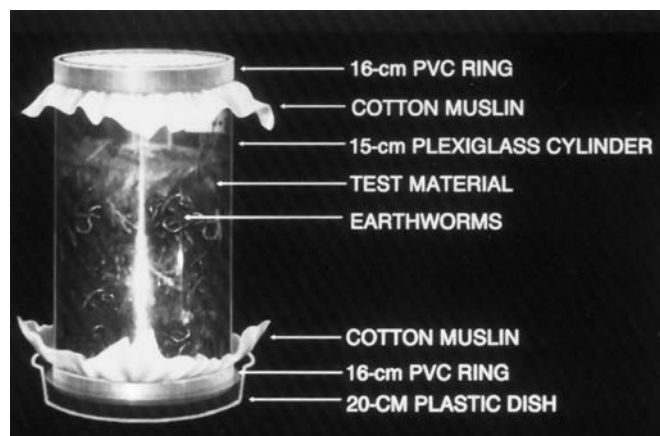 16-cm PVC RING
COTTON MUSLIN
15-cm PLEXIGLASS CYLINDER
TEST MATERIAL
EARTHWORMS
COTTON MUSLIN
16-cm PVC RING
20-CM PLASTIC DISH